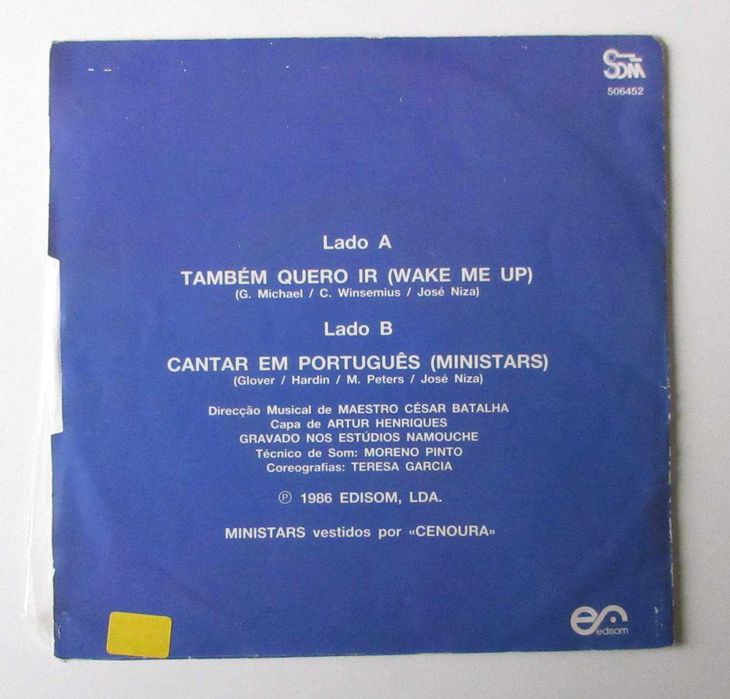 SOM
506452
Lado A
TAMBÉM QUERO IR (WAKE ME UP)
(G. Michael / C. Winsemius / José Niza)
Lado B
CANTAR EM PORTUGUÊS (MINISTARS)
(Glover / Hardin / M. Peters / José Niza)
Direcção Musical de MAESTRO CÉSAR BATALHA
Capa de ARTUR HENRIQUES
GRAVADO NOS ESTÚDIOS NAMOUCHE
Técnico de Som: MORENO PINTO
Coreografias: TERESA GARCIA
℗ 1986 EDISOM, LDA.
MINISTARS vestidos por «CENOURA»
edisom